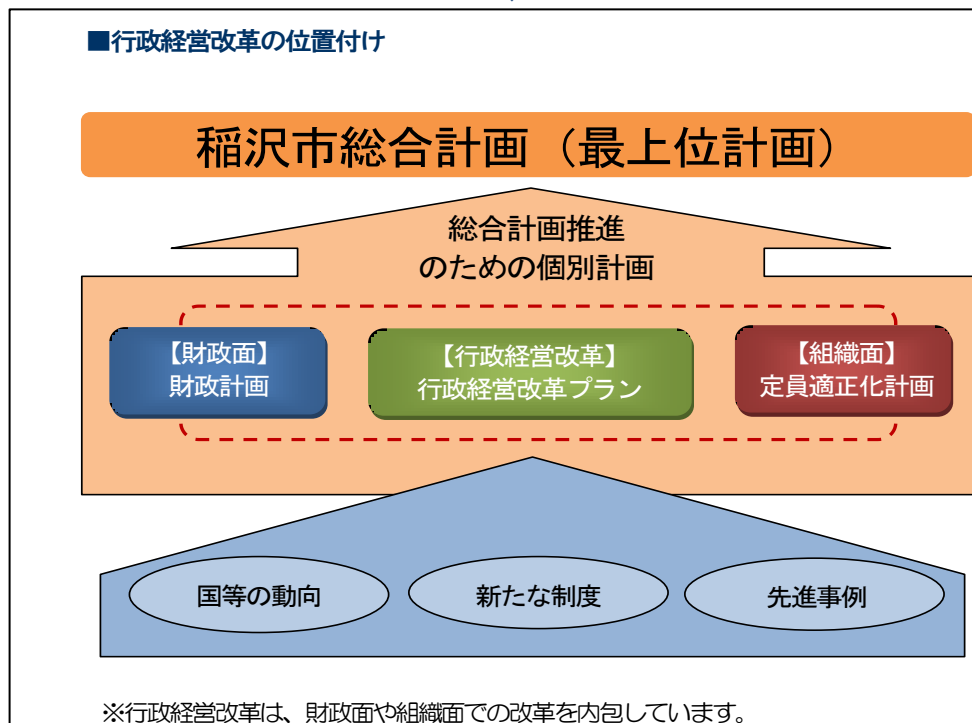 ■行政経営改革の位置付け
稲沢市総合計画（最上位計画）
総合計画推進
のための個別計画
【財政面】
財政計画
【行政経営改革】
行政経営改革プラン
【組織面】
定員適正化計画
国等の動向
新たな制度
先進事例
※行政経営改革は、財政面や組織面での改革を内包しています。